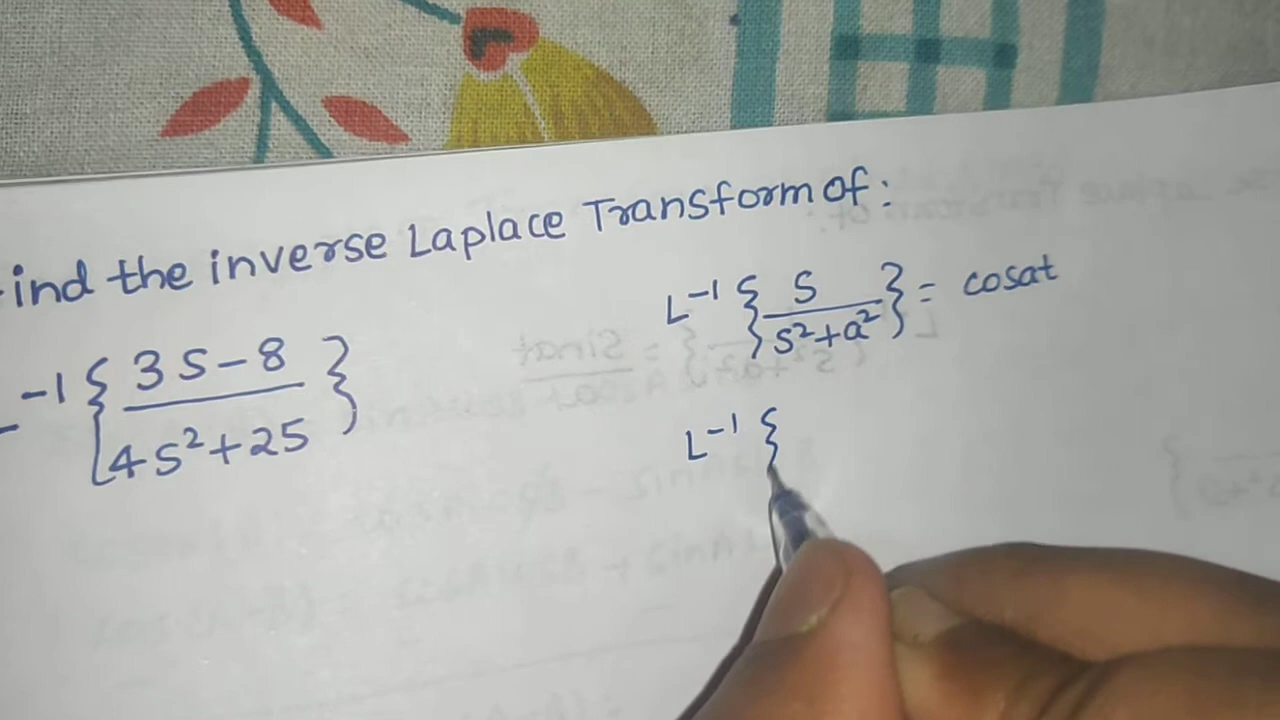 ind the inverse Laplace Transform of:
L⁻¹ { s / (s²+a²) } = cosat
⁻¹ { (3s-8) / (4s²+25) }
L⁻¹ {